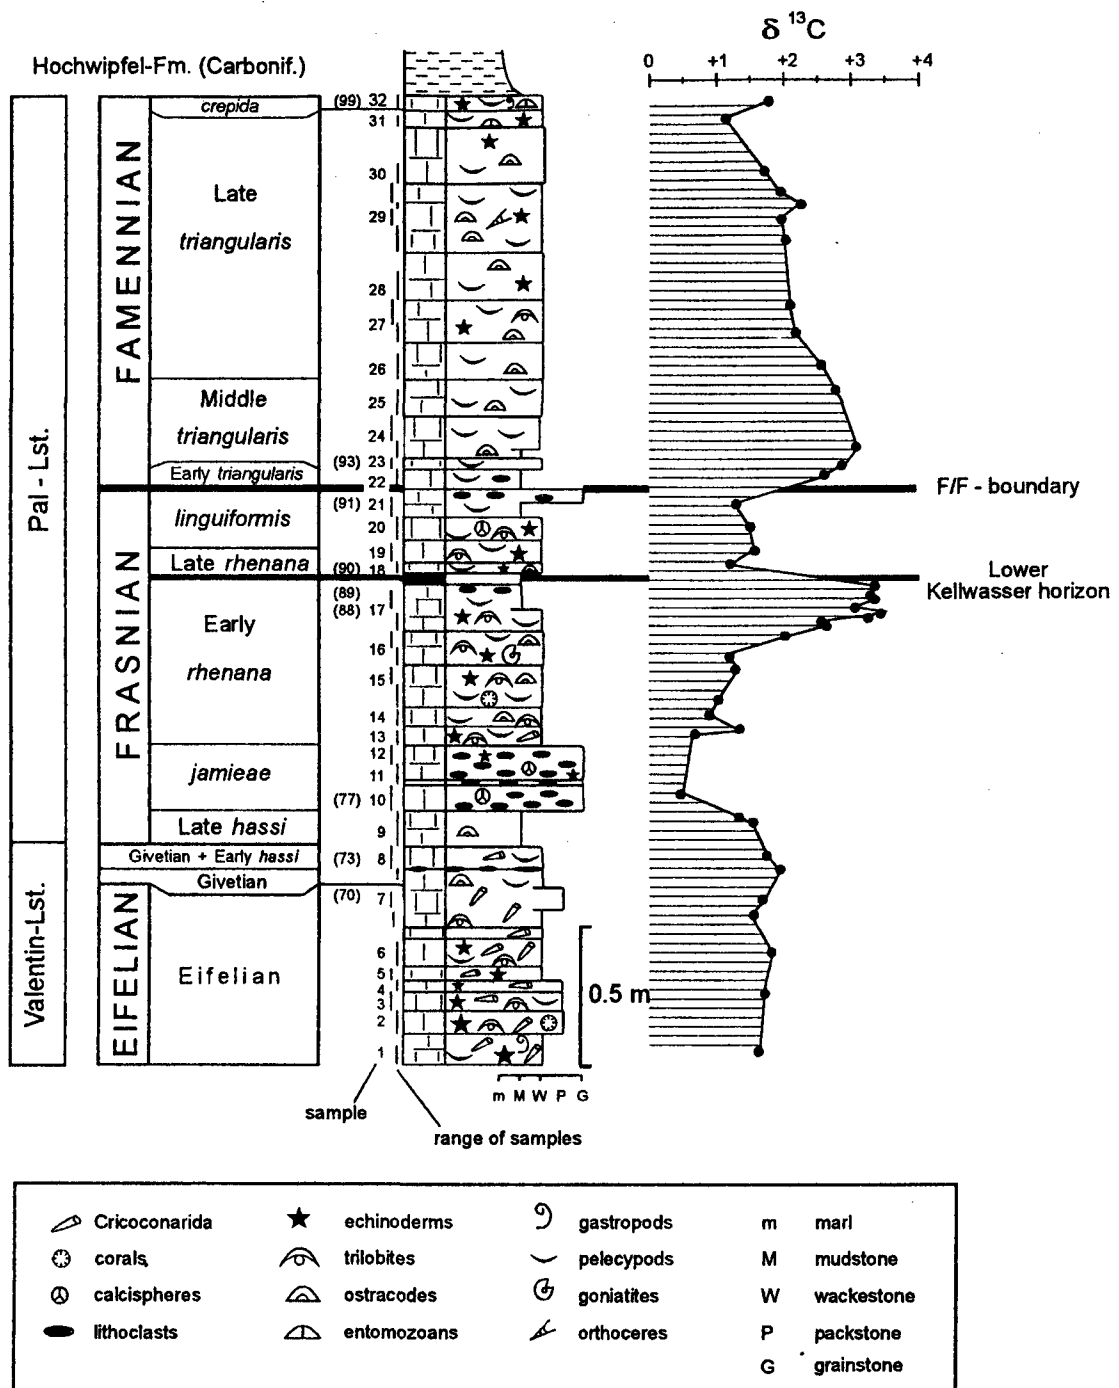 δ 13C
0 +1 +2 +3 +4
Hochwipfel-Fm. (Carbonif.)
Pal - Lst.
Valentin-Lst.
FAMENNIAN
FRASNIAN
EIFELIAN
crepida
Late
triangularis
Middle
triangularis
Early triangularis
linguiformis
Late rhenana
Early
rhenana
jamieae
Late hassi
Givetian + Early hassi
Givetian
Eifelian
(99) 32
31
30
29
28
27
26
25
24
(93) 23
22
(91) 21
20
19
(90) 18
(89)
(88) 17
16
15
14
13
12
11
(77) 10
9
(73) 8
(70) 7
6
5
4
3
2
1
F/F - boundary
Lower
Kellwasser horizon
0.5 m
m M W P G
sample
range of samples
Cricoconarida echinoderms gastropods m marl
corals trilobites pelecypods M mudstone
calcispheres ostracodes goniatites W wackestone
lithoclasts entomozoans orthoceres P packstone
G grainstone